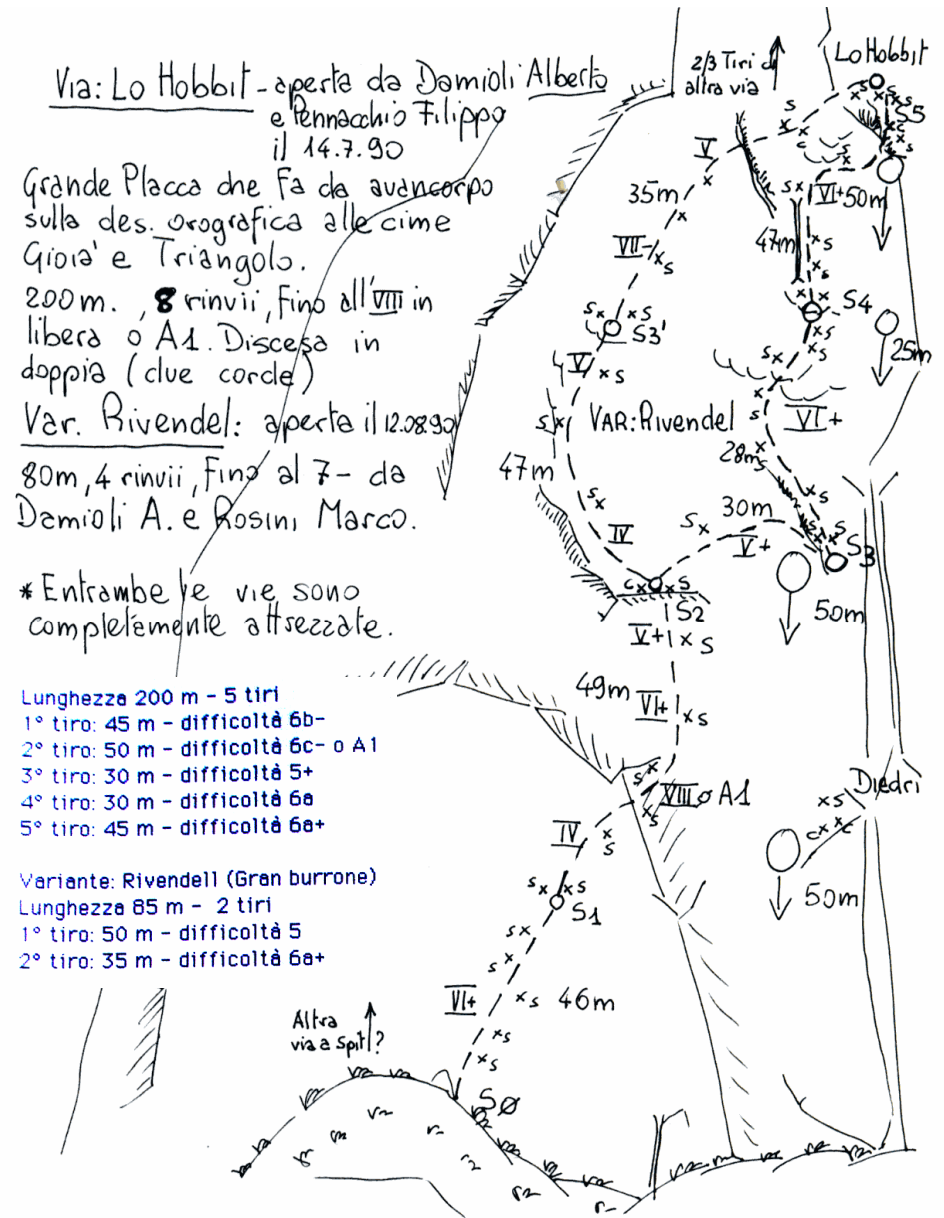 Via: Lo Hobbit - aperta da Damioli Alberto
e Pennacchio Filippo
il 14.7.90
Grande Placca che fa da avancorpo
sulla des. orografica alle cime
Gioià e Triangolo.
200m. , 8 rinvii, fino all'VIII in
libera o A1. Discesa in
doppia (due corde)
Var. Rivendel: aperta il 12.08.90
80m, 4 rinvii, fino al 7- da
Damioli A. e Rosini Marco.
* Entrambe le vie sono
completamente attrezzate.
Lunghezza 200 m - 5 tiri
1° tiro: 45 m - difficoltà 6b-
2° tiro: 50 m - difficoltà 6c- o A1
3° tiro: 30 m - difficoltà 5+
4° tiro: 30 m - difficoltà 6a
5° tiro: 45 m - difficoltà 6a+
Variante: Rivendell (Gran burrone)
Lunghezza 85 m - 2 tiri
1° tiro: 50 m - difficoltà 5
2° tiro: 35 m - difficoltà 6a+
Lo Hobbit
2/3 Tiri di
altra via
S5
V
35m
VI+ 50m
VII-
47m
S4
S3'
25m
V
VAR: Rivendel
VI+
28m
47m
30m
IV
V+
S3
50m
S2
V+
49m
VI+
Diedri
VIII o A1
IV
50m
S1
VI+
46m
Altra
via a spit?
SØ